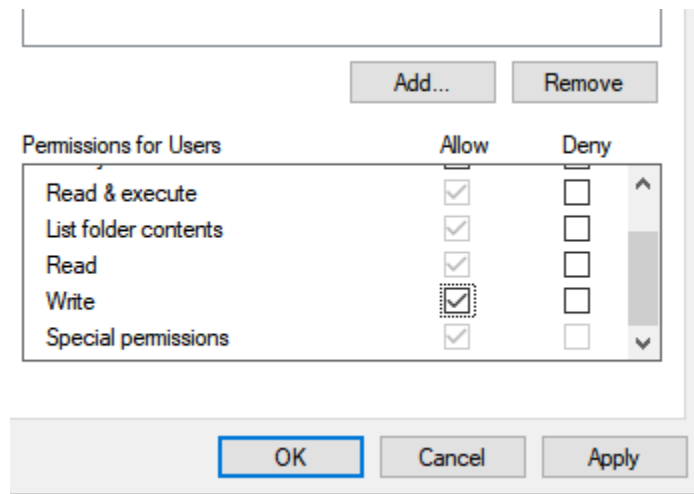 Add... Remove
Permissions for Users Allow Deny
Read & execute
List folder contents
Read
Write
Special permissions
OK Cancel Apply